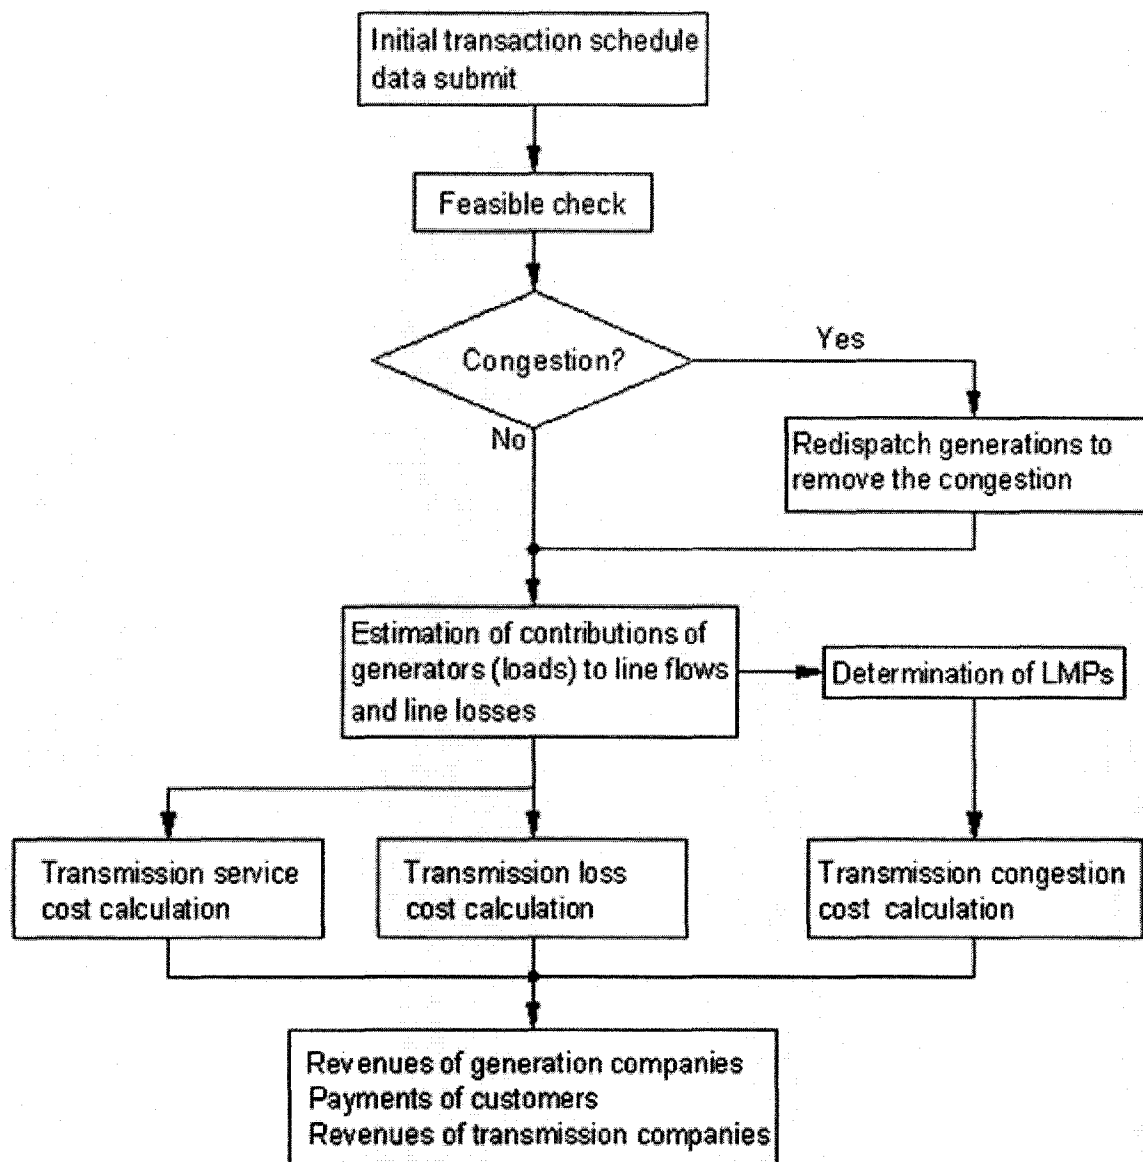 Initial transaction schedule
data submit
Feasible check
Congestion?
Yes
No
Redispatch generations to
remove the congestion
Estimation of contributions of
generators (loads) to line flows
and line losses
Determination of LMPs
Transmission service
cost calculation
Transmission loss
cost calculation
Transmission congestion
cost calculation
Revenues of generation companies
Payments of customers
Revenues of transmission companies